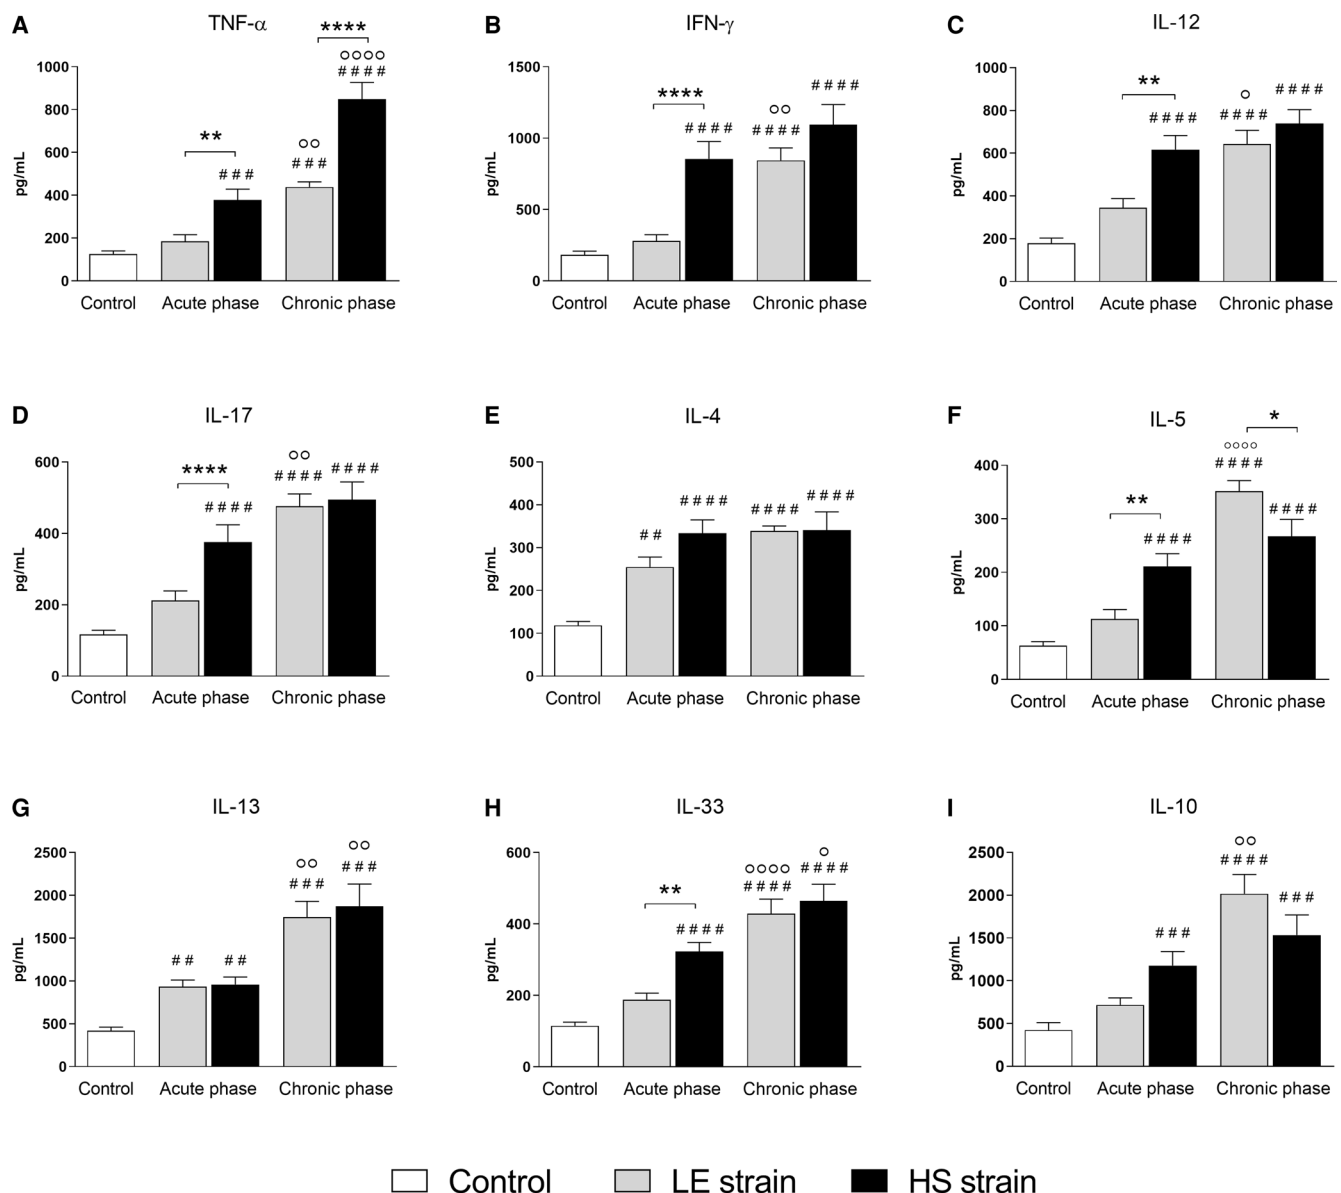 A
TNF-α
****
°°°°
####
**
°°
###
###
1000
800
600
400
200
0
pg/mL
Control
Acute phase
Chronic phase
B
IFN-γ
****
####
°°
####
####
1500
1000
500
0
pg/mL
Control
Acute phase
Chronic phase
C
IL-12
**
####
°
####
####
1000
800
600
400
200
0
pg/mL
Control
Acute phase
Chronic phase
D
IL-17
****
####
°°
####
####
600
400
200
0
pg/mL
Control
Acute phase
Chronic phase
E
IL-4
##
####
####
####
500
400
300
200
100
0
pg/mL
Control
Acute phase
Chronic phase
F
IL-5
*
°°°°
####
**
####
####
400
300
200
100
0
pg/mL
Control
Acute phase
Chronic phase
G
IL-13
##
##
°°
###
°°
###
2500
2000
1500
1000
500
0
pg/mL
Control
Acute phase
Chronic phase
H
IL-33
**
####
°°°°
####
°
####
600
400
200
0
pg/mL
Control
Acute phase
Chronic phase
I
IL-10
###
°°
####
###
2500
2000
1500
1000
500
0
pg/mL
Control
Acute phase
Chronic phase
Control
LE strain
HS strain